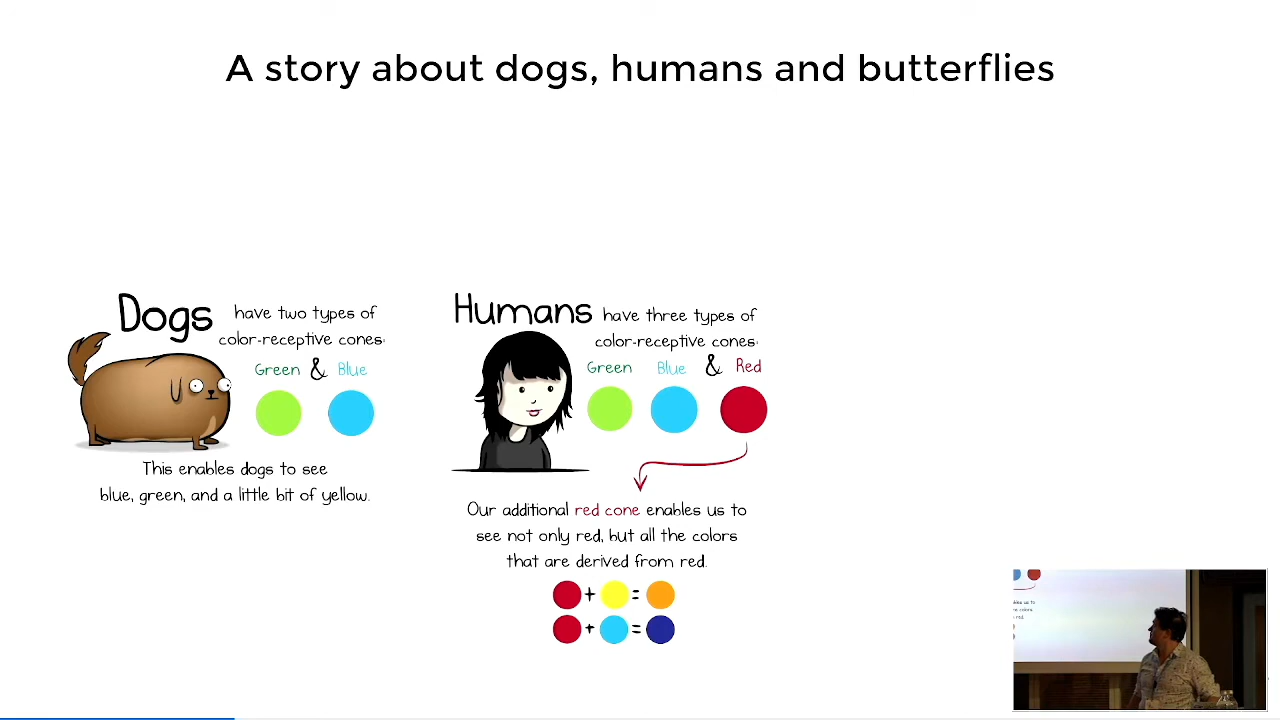 A story about dogs, humans and butterflies
Dogs have two types of
color-receptive cones:
Green & Blue
This enables dogs to see
blue, green, and a little bit of yellow.
Humans have three types of
color-receptive cones:
Green Blue & Red
Our additional red cone enables us to
see not only red, but all the colors
that are derived from red.
+ =
+ =